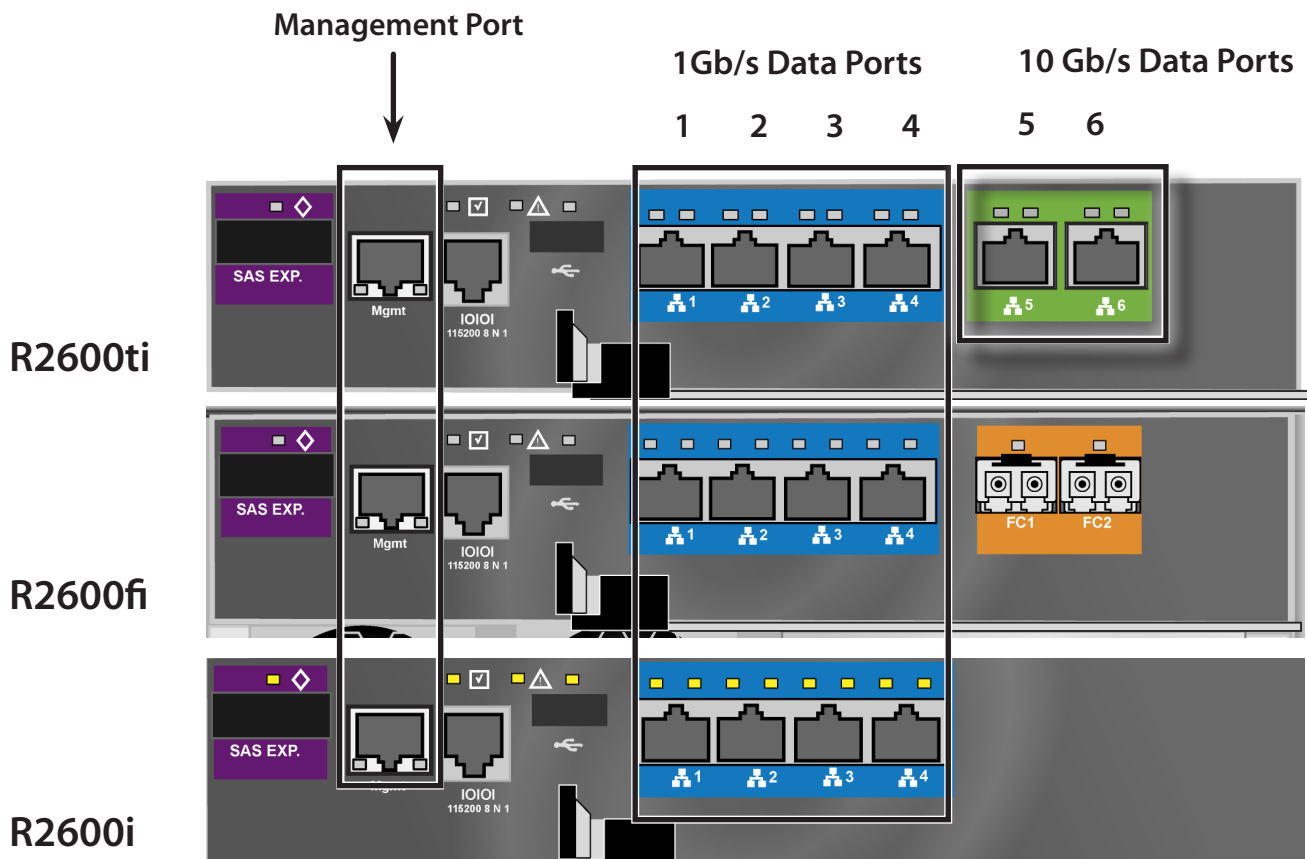 Management Port
1Gb/s Data Ports
10 Gb/s Data Ports
1 2 3 4 5 6
R2600ti
SAS EXP.
Mgmt
IOIOI
115200 8 N 1
1 2 3 4
5 6
R2600fi
SAS EXP.
Mgmt
IOIOI
115200 8 N 1
1 2 3 4
FC1 FC2
R2600i
SAS EXP.
Mgmt
IOIOI
115200 8 N 1
1 2 3 4